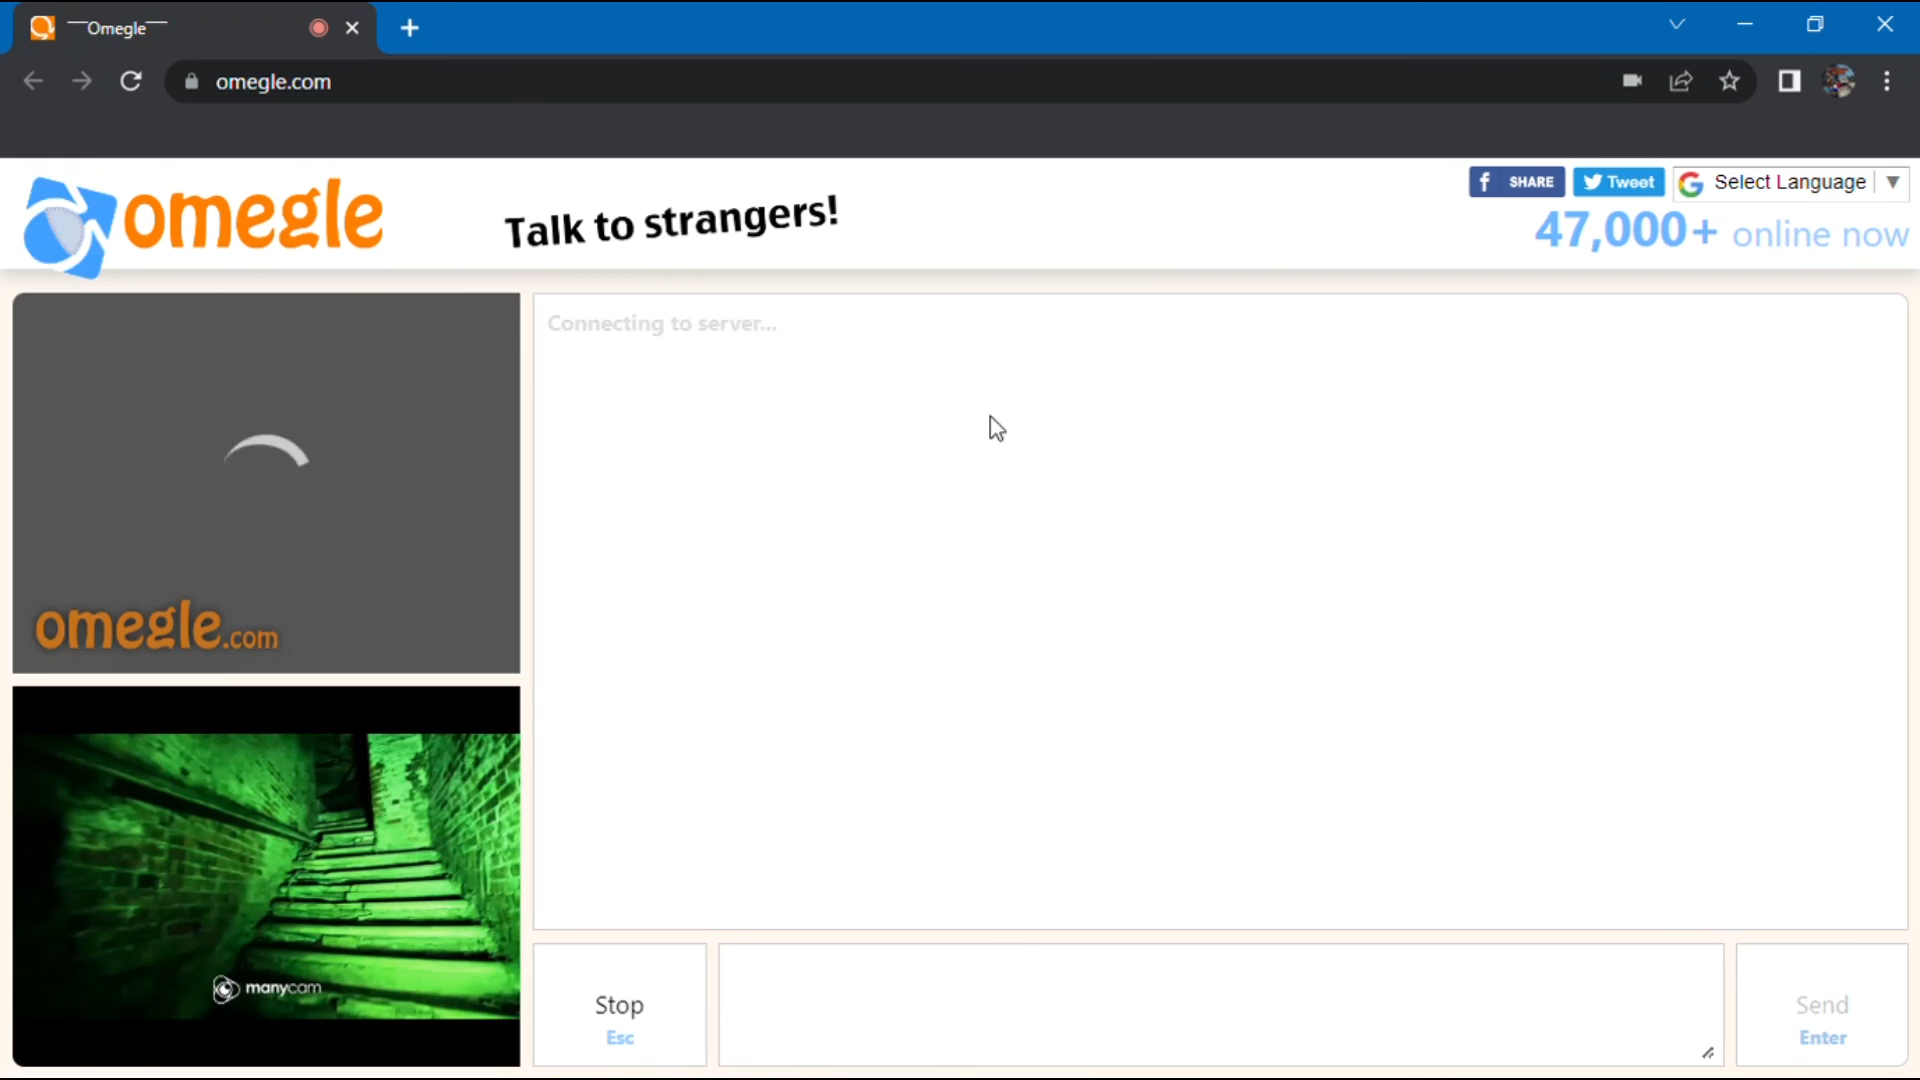 Omegle
omegle.com
omegle
Talk to strangers!
SHARE
Tweet
Select Language
47,000+ online now
Connecting to server...
omegle.com
manycam
Stop
Esc
Send
Enter